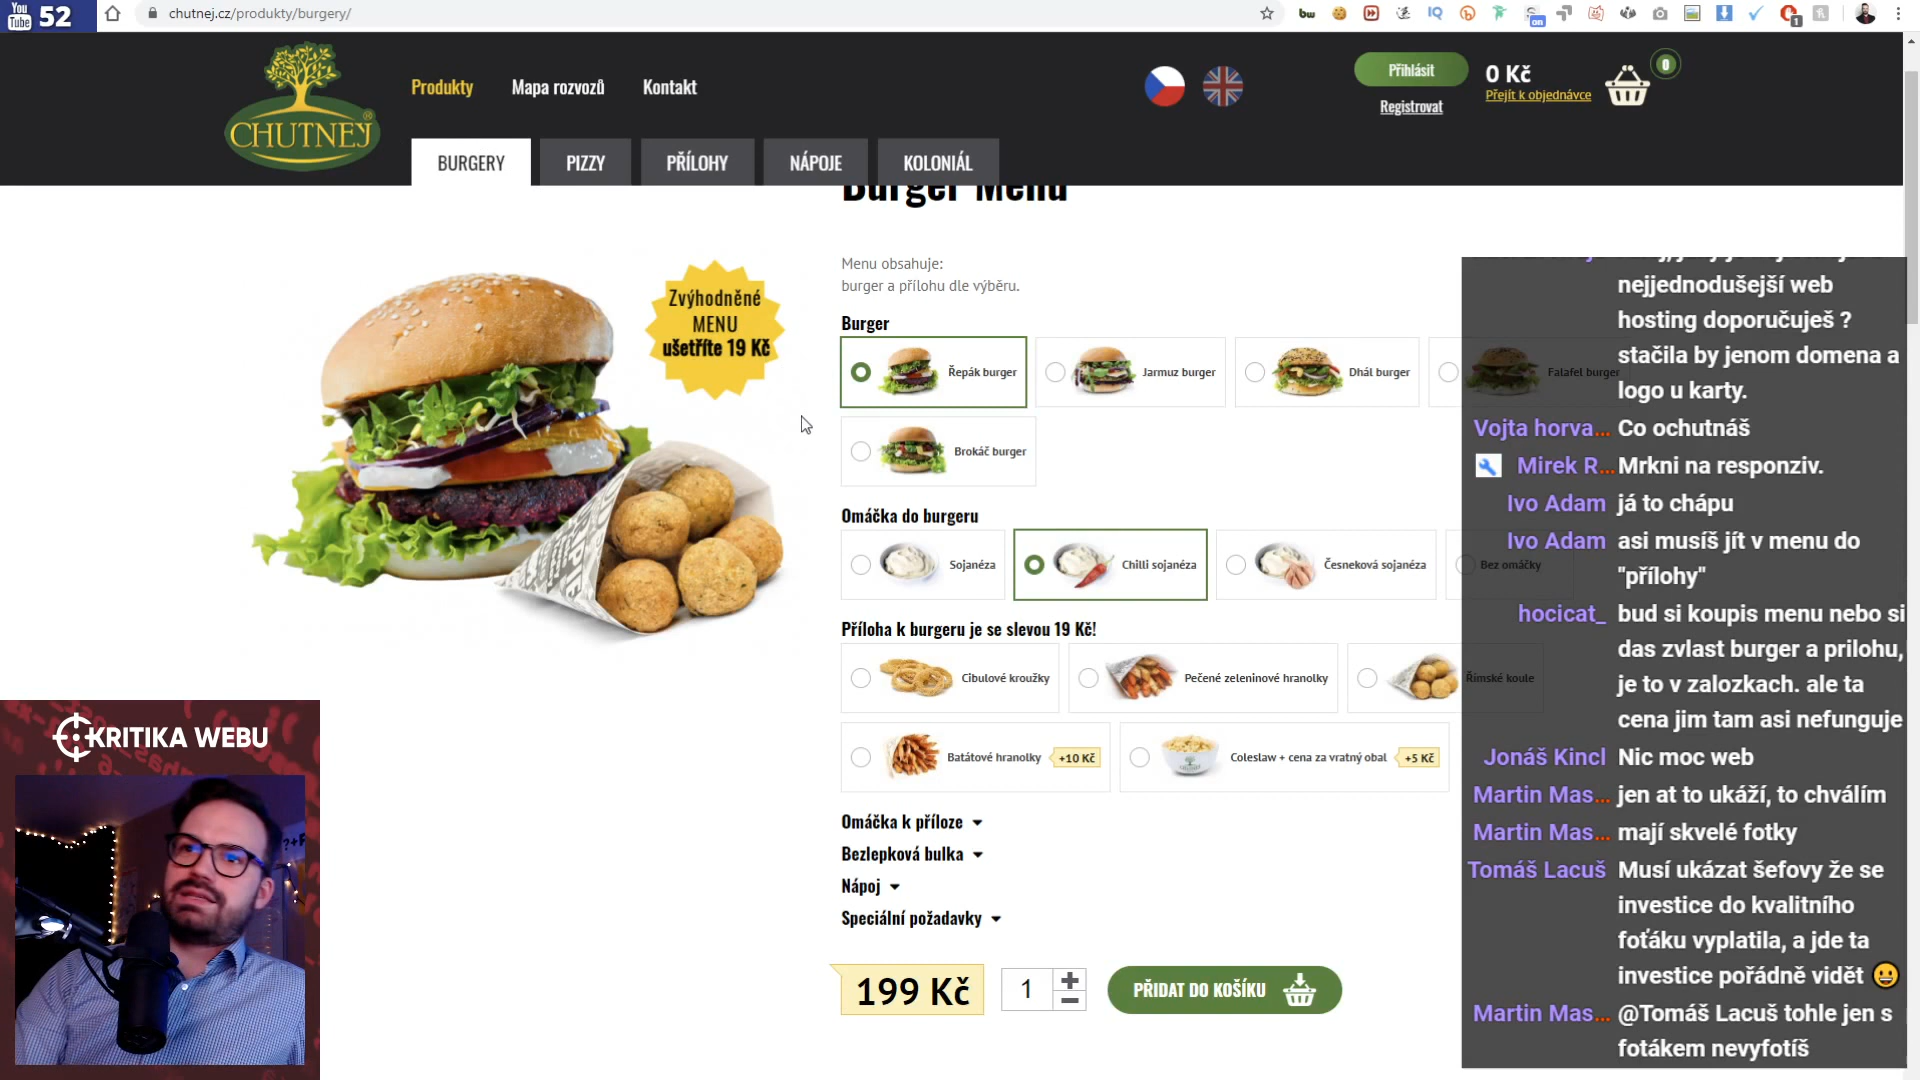 You
Tube 52
chutnej.cz/produkty/burgery/
CHUTNEJ®
Produkty
Mapa rozvozů
Kontakt
Přihlásit
Registrovat
0 Kč
Přejít k objednávce
0
BURGERY
PIZZY
PŘÍLOHY
NÁPOJE
KOLONIÁL
Burger Menu
Menu obsahuje:
burger a přílohu dle výběru.
Zvýhodněné
MENU
ušetříte 19 Kč
Burger
Řepák burger
Jarmuz burger
Dhál burger
Falafel burger
Brokáč burger
Omáčka do burgeru
Sojanéza
Chilli sojanéza
Česneková sojanéza
Bez omáčky
Příloha k burgeru je se slevou 19 Kč!
Cibulové kroužky
Pečené zeleninové hranolky
Římské koule
Batátové hranolky +10 Kč
Coleslaw + cena za vratný obal +5 Kč
Omáčka k příloze
Bezlepková bulka
Nápoj
Speciální požadavky
199 Kč
1
PŘIDAT DO KOŠÍKU
KRITIKA WEBU
nejjednodušejší web
hosting doporučuješ ?
stačila by jenom domena a
logo u karty.
Vojta horva... Co ochutnáš
Mirek R... Mrkni na responziv.
Ivo Adam já to chápu
Ivo Adam asi musíš jít v menu do
"přílohy"
hocicat_ bud si koupis menu nebo si
das zvlast burger a prilohu,
je to v zalozkach. ale ta
cena jim tam asi nefunguje
Jonáš Kincl Nic moc web
Martin Mas... jen at to ukáží, to chválím
Martin Mas... mají skvelé fotky
Tomáš Lacuš Musí ukázat šefovy že se
investice do kvalitního
foťáku vyplatila, a jde ta
investice pořádně vidět 😀
Martin Mas... @Tomáš Lacuš tohle jen s
fotákem nevyfotíš